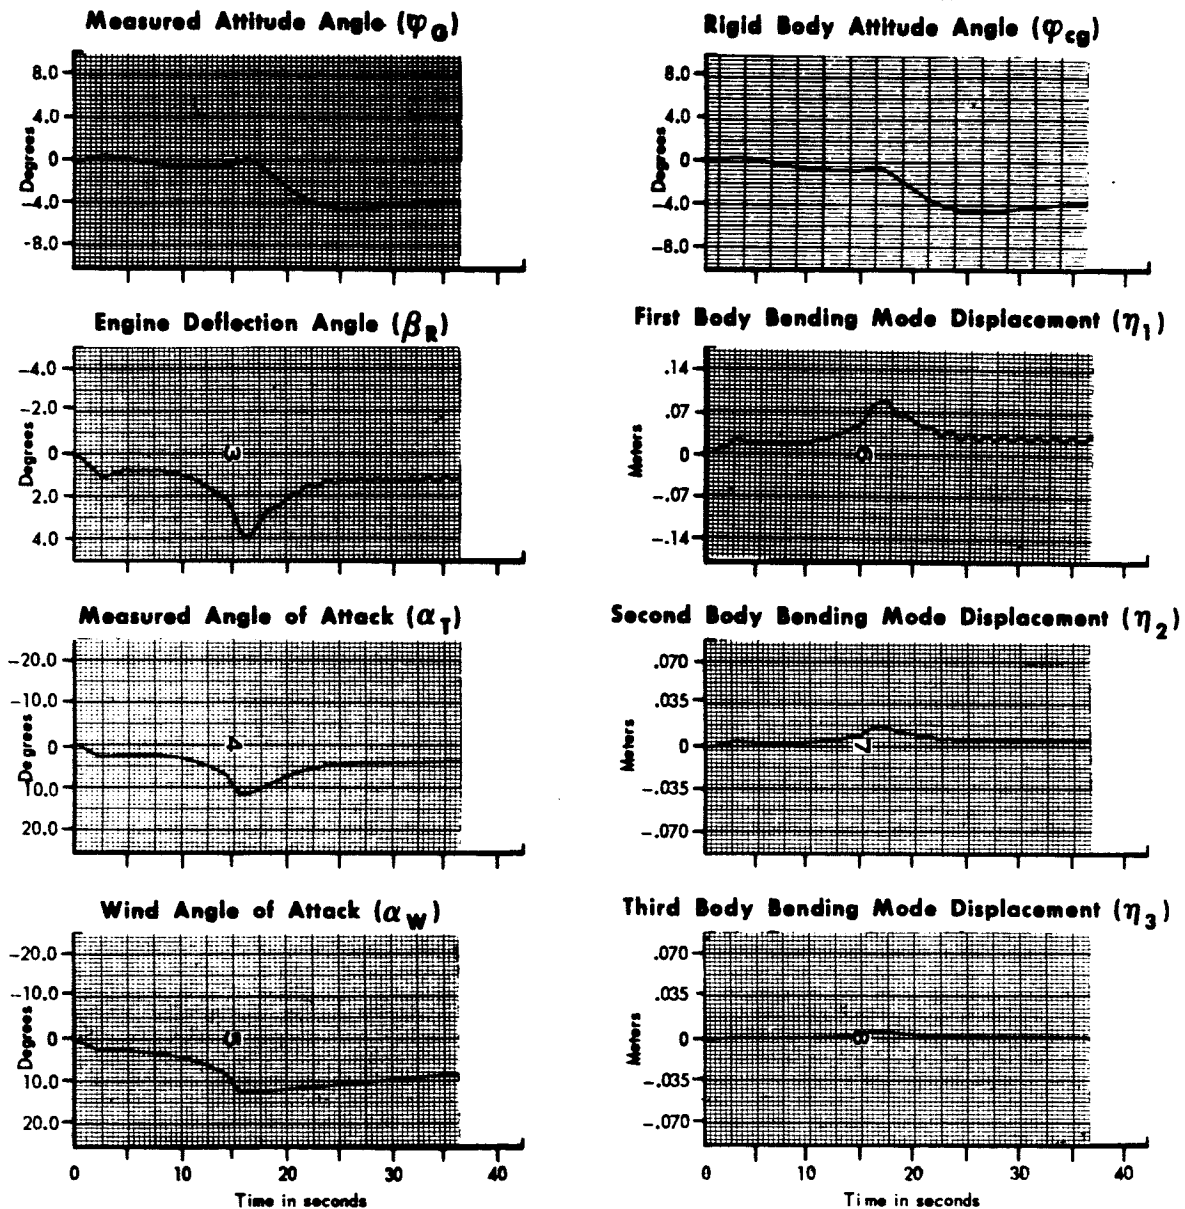 Measured Attitude Angle (φG)
8.0
4.0
0
-4.0
-8.0
Degrees
Rigid Body Attitude Angle (φcg)
8.0
4.0
0
-4.0
-8.0
Degrees
Engine Deflection Angle (βR)
-4.0
-2.0
0
2.0
4.0
Degrees
3
First Body Bending Mode Displacement (η1)
.14
.07
0
-.07
-.14
Meters
6
Measured Angle of Attack (αT)
-20.0
-10.0
0
10.0
20.0
Degrees
4
Second Body Bending Mode Displacement (η2)
.070
.035
0
-.035
-.070
Meters
7
Wind Angle of Attack (αW)
-20.0
-10.0
0
10.0
20.0
Degrees
5
0 10 20 30 40
Time in seconds
Third Body Bending Mode Displacement (η3)
.070
.035
0
-.035
-.070
Meters
8
0 10 20 30 40
Time in seconds